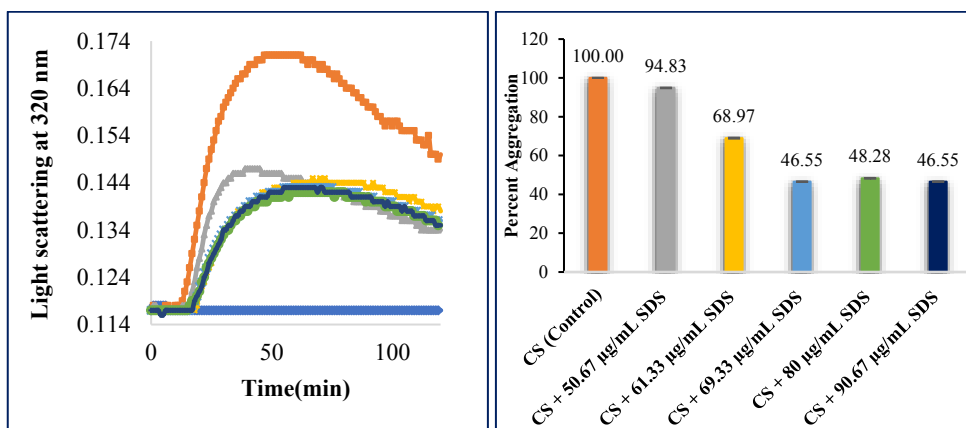 Light scattering at 320 nm
0.174
0.164
0.154
0.144
0.134
0.124
0.114
0
50
100
Time(min)
Percent Aggregation
120
100
80
60
40
20
0
100.00
94.83
68.97
46.55
48.28
46.55
CS (Control)
CS + 50.67 µg/mL SDS
CS + 61.33 µg/mL SDS
CS + 69.33 µg/mL SDS
CS + 80 µg/mL SDS
CS + 90.67 µg/mL SDS